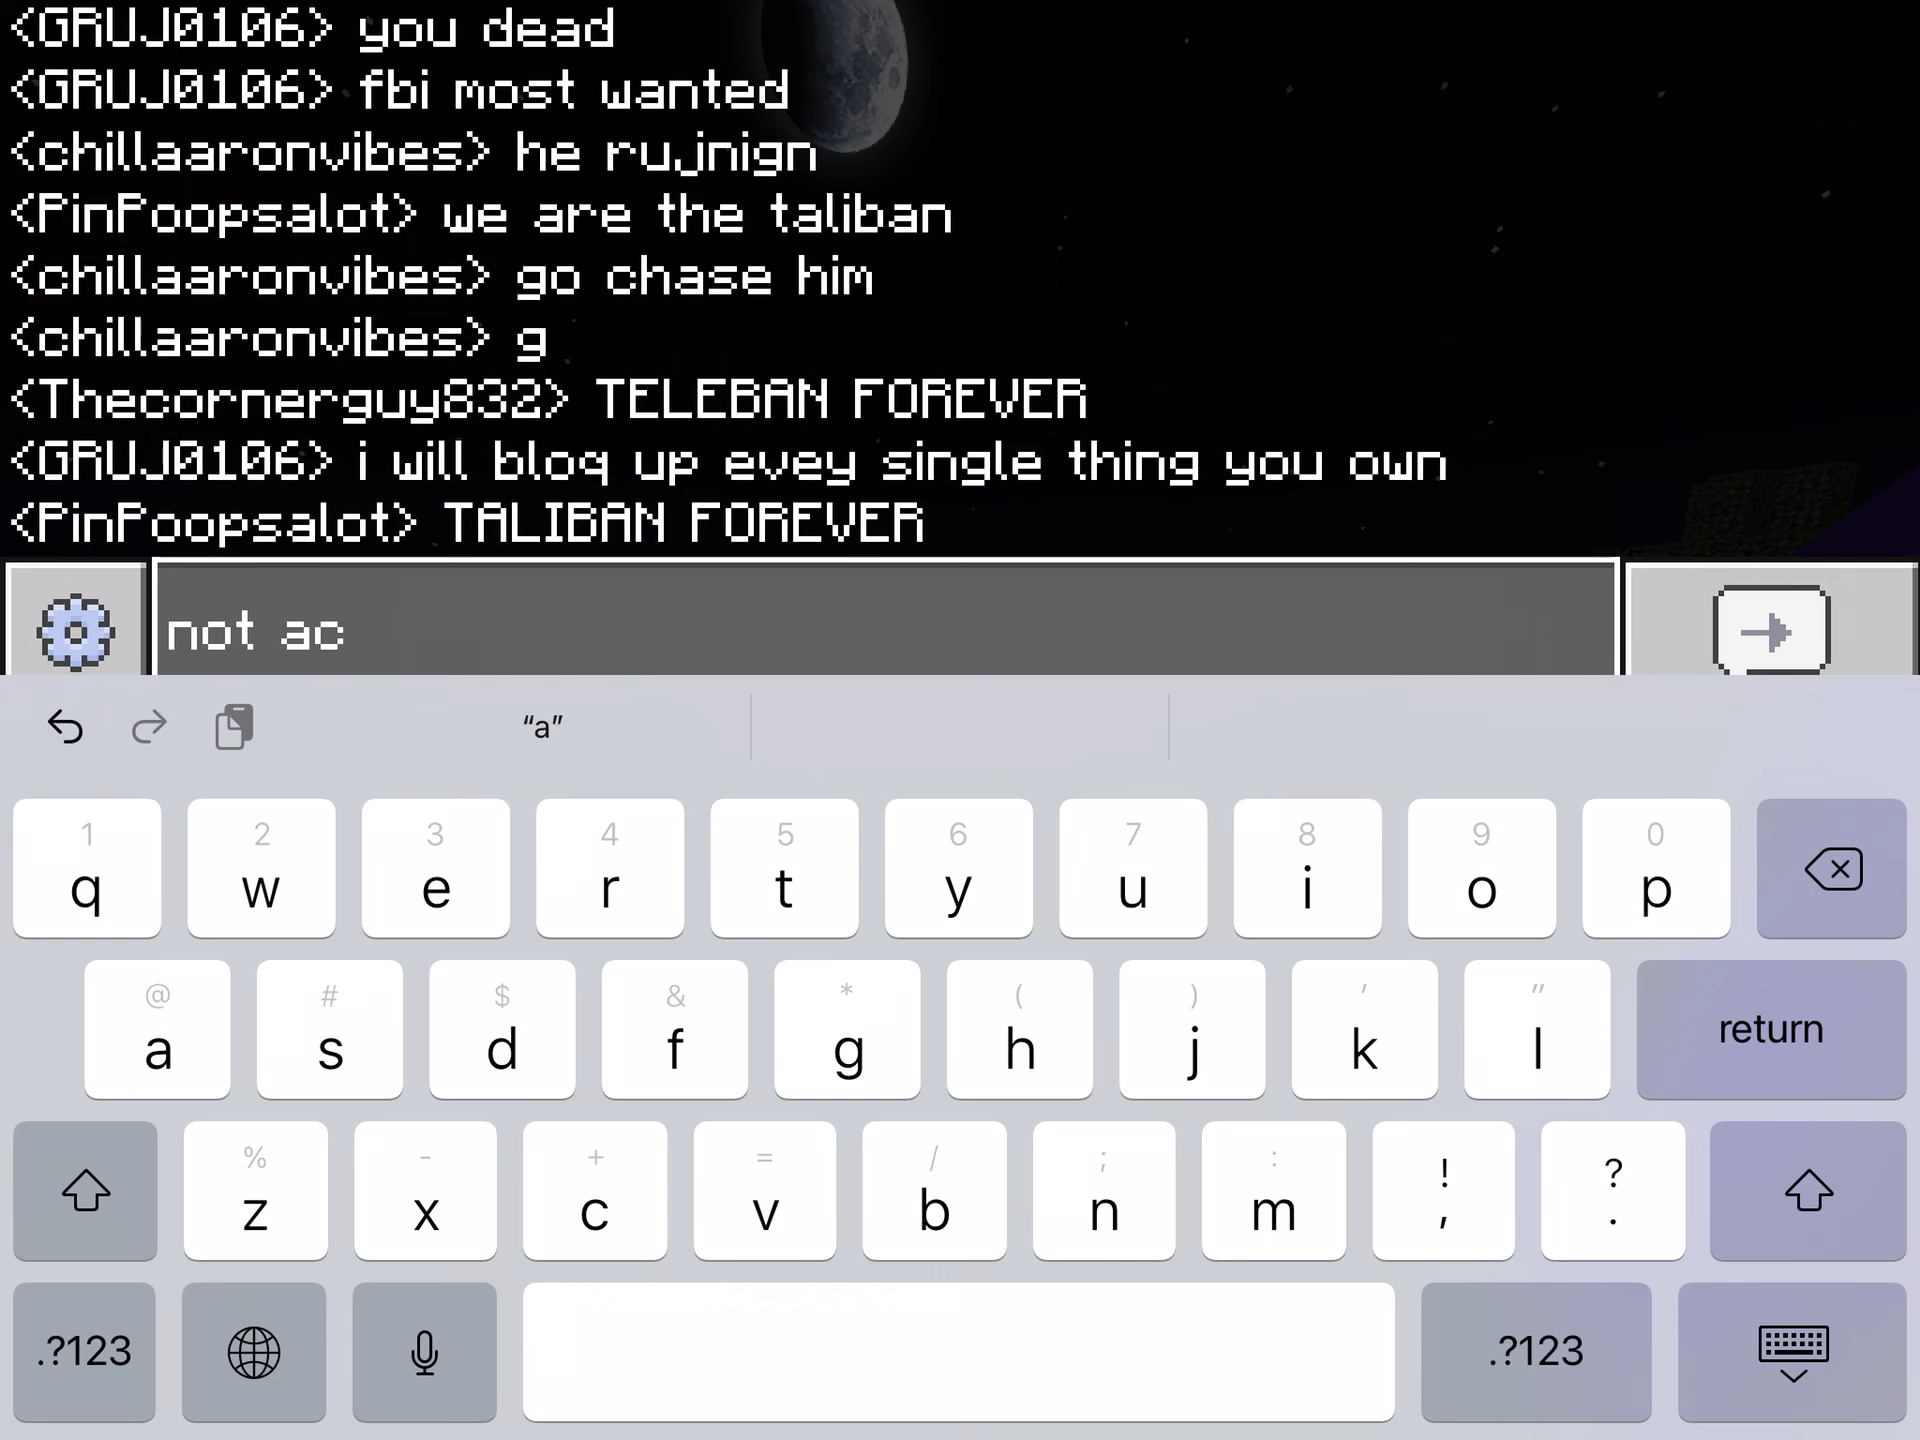 <GRUJ0106> you dead
<GRUJ0106> fbi most wanted
<chillaaronvibes> he rujnign
<PinPoopsalot> we are the taliban
<chillaaronvibes> go chase him
<chillaaronvibes> g
<Thecornerguy832> TELEBAN FOREVER
<GRUJ0106> i will bloq up evey single thing you own
<PinPoopsalot> TALIBAN FOREVER
not ac
“a”
1 2 3 4 5 6 7 8 9 0
q w e r t y u i o p
@ # $ & * ( ) ' "
a s d f g h j k l return
% - + = / ; : ! ?
z x c v b n m , .
.?123 .?123